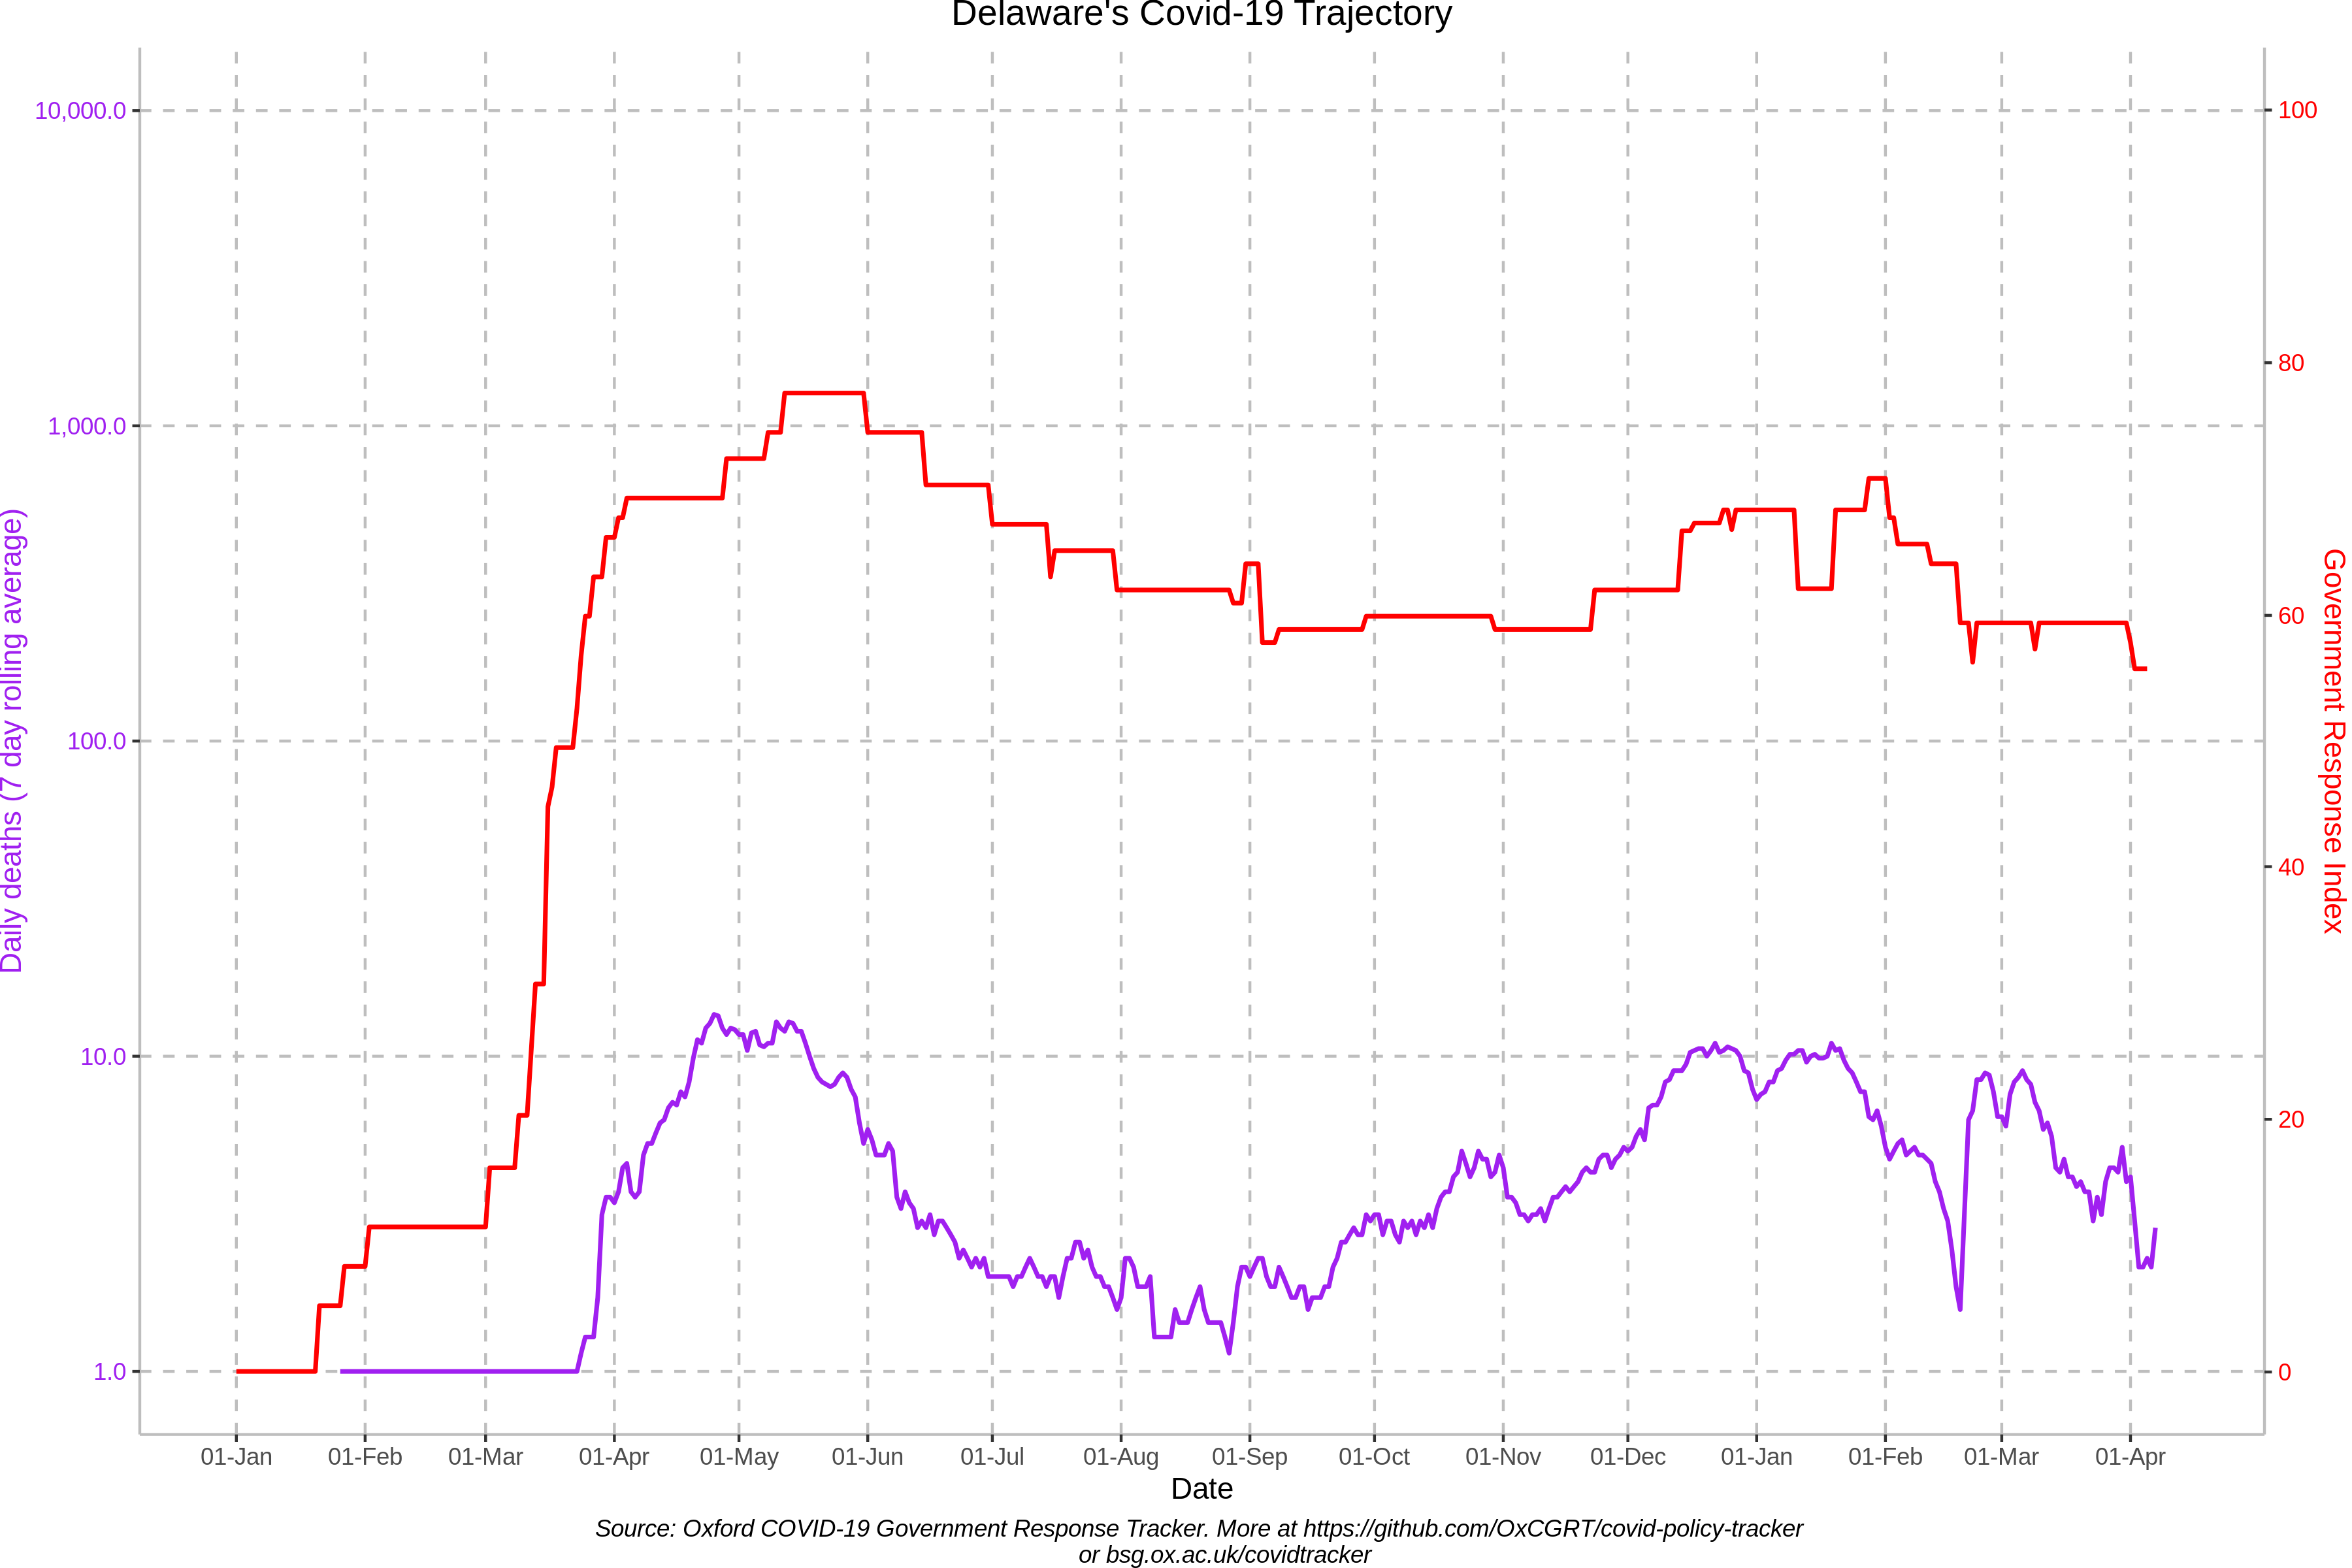 Delaware's Covid-19 Trajectory
10,000.0
1,000.0
100.0
10.0
1.0
Daily deaths (7 day rolling average)
100
80
60
40
20
0
Government Response Index
01-Jan 01-Feb 01-Mar 01-Apr 01-May 01-Jun 01-Jul 01-Aug 01-Sep 01-Oct 01-Nov 01-Dec 01-Jan 01-Feb 01-Mar 01-Apr
Date
Source: Oxford COVID-19 Government Response Tracker. More at https://github.com/OxCGRT/covid-policy-tracker
or bsg.ox.ac.uk/covidtracker